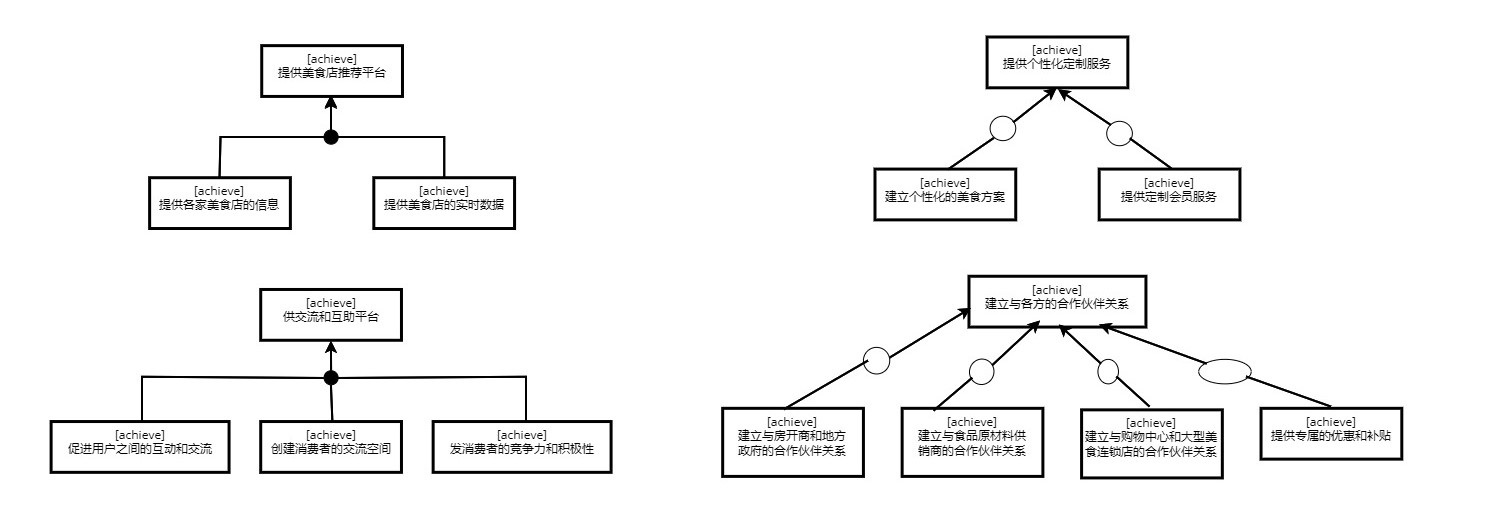 [achieve]
提供美食店推荐平台
[achieve]
提供各家美食店的信息
[achieve]
提供美食店的实时数据
[achieve]
提供个性化定制服务
[achieve]
建立个性化的美食方案
[achieve]
提供定制会员服务
[achieve]
供交流和互助平台
[achieve]
促进用户之间的互动和交流
[achieve]
创建消费者的交流空间
[achieve]
发消费者的竞争力和积极性
[achieve]
建立与各方的合作伙伴关系
[achieve]
建立与房开商和地方
政府的合作伙伴关系
[achieve]
建立与食品原材料供
销商的合作伙伴关系
[achieve]
建立与购物中心和大型美
食连锁店的合作伙伴关系
[achieve]
提供专属的优惠和补贴